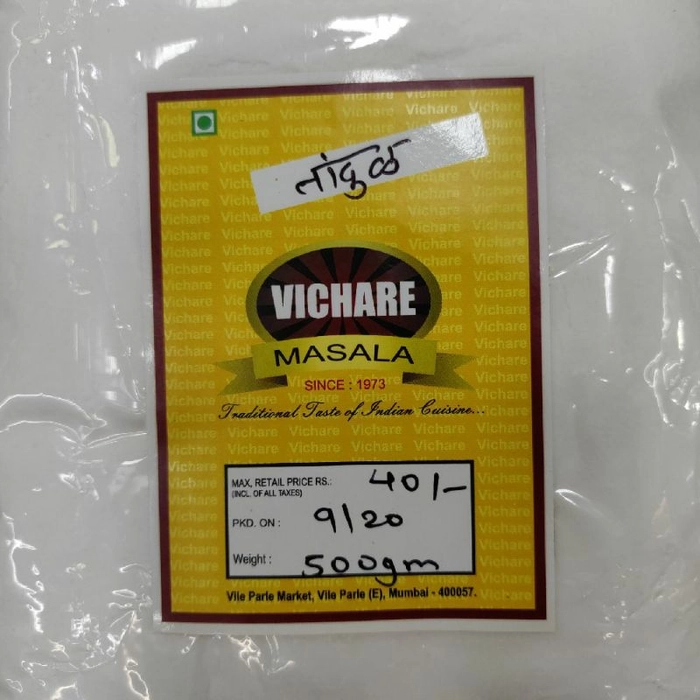 तांदुळ
VICHARE
MASALA
SINCE : 1973
Traditional Taste of Indian Cuisine...
MAX. RETAIL PRICE RS.: 40/-
(INCL. OF ALL TAXES)
PKD. ON : 9/20
Weight : 500gm
Vile Parle Market, Vile Parle (E), Mumbai - 400057.